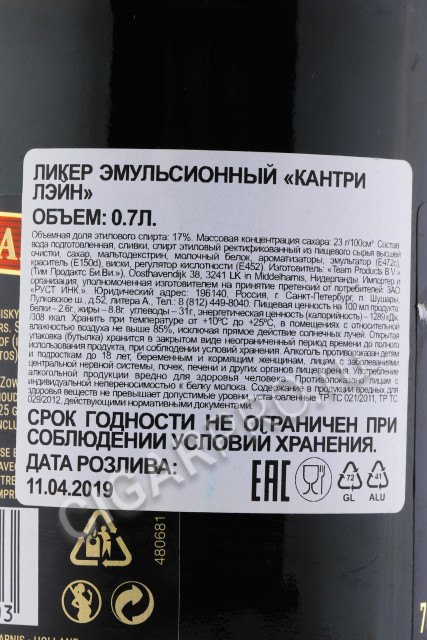 ЛИКЕР ЭМУЛЬСИОННЫЙ «КАНТРИ
ЛЭЙН»
ОБЪЕМ: 0.7Л.
Объемная доля этилового спирта: 17%. Массовая концентрация сахара: 23 г/100см³. Состав
вода подготовленная, сливки, спирт этиловый ректификованный из пищевого сырья высшей
очистки, сахар, мальтодекстрин, молочный белок, ароматизаторы, эмульгатор (Е472с),
краситель (E150d), виски, регулятор кислотности (Е452). Изготовитель: «Team Products B.V.»
(Тим Продактс Би.Ви.»), Oosthavendijk 38, 3241 LK in Middelharnis, Нидерланды. Импортер и
организация, уполномоченная изготовителем на принятие претензий от потребителей: ЗАО
«РУСТ ИНК.». Юридический адрес: 196140, Россия, г. Санкт-Петербург, п. Шушары,
Пулковское ш., д.52, литера А., Тел.: 8 (812) 449-8040. Пищевая ценность на 100 мл продукта:
белки – 2.6г, жиры – 8.8г углеводы – 31г, энергетическая ценность (калорийность) – 1289кДж
308 ккал. Хранить при температуре от +10ºС до +25ºС, в помещениях с относительной
влажностью воздуха не выше 85%, исключая прямое воздействие солнечных лучей. Открытая
упаковка (бутылка) хранится в закрытом виде неограниченный период времени до полного
использования продукта, при соблюдении условий хранения. Алкоголь противопоказан детям
и подросткам до 18 лет, беременным и кормящим женщинам, лицам с заболеваниями
центральной нервной системы, почек, печени и других органов пищеварения. Употребление
алкогольной продукции вредно для здоровья человека. Противопоказано лицам с
индивидуальной непереносимостью к белку молока. Содержание в продукции вредных для
здоровья веществ не превышает допустимые уровни, установленные ТР ТС 021/2011, ТР ТС
029/2012, действующими нормативными документами.
СРОК ГОДНОСТИ НЕ ОГРАНИЧЕН ПРИ
СОБЛЮДЕНИИ УСЛОВИЙ ХРАНЕНИЯ.
ДАТА РОЗЛИВА:
11.04.2019
EAC
72
GL
41
ALU
480681